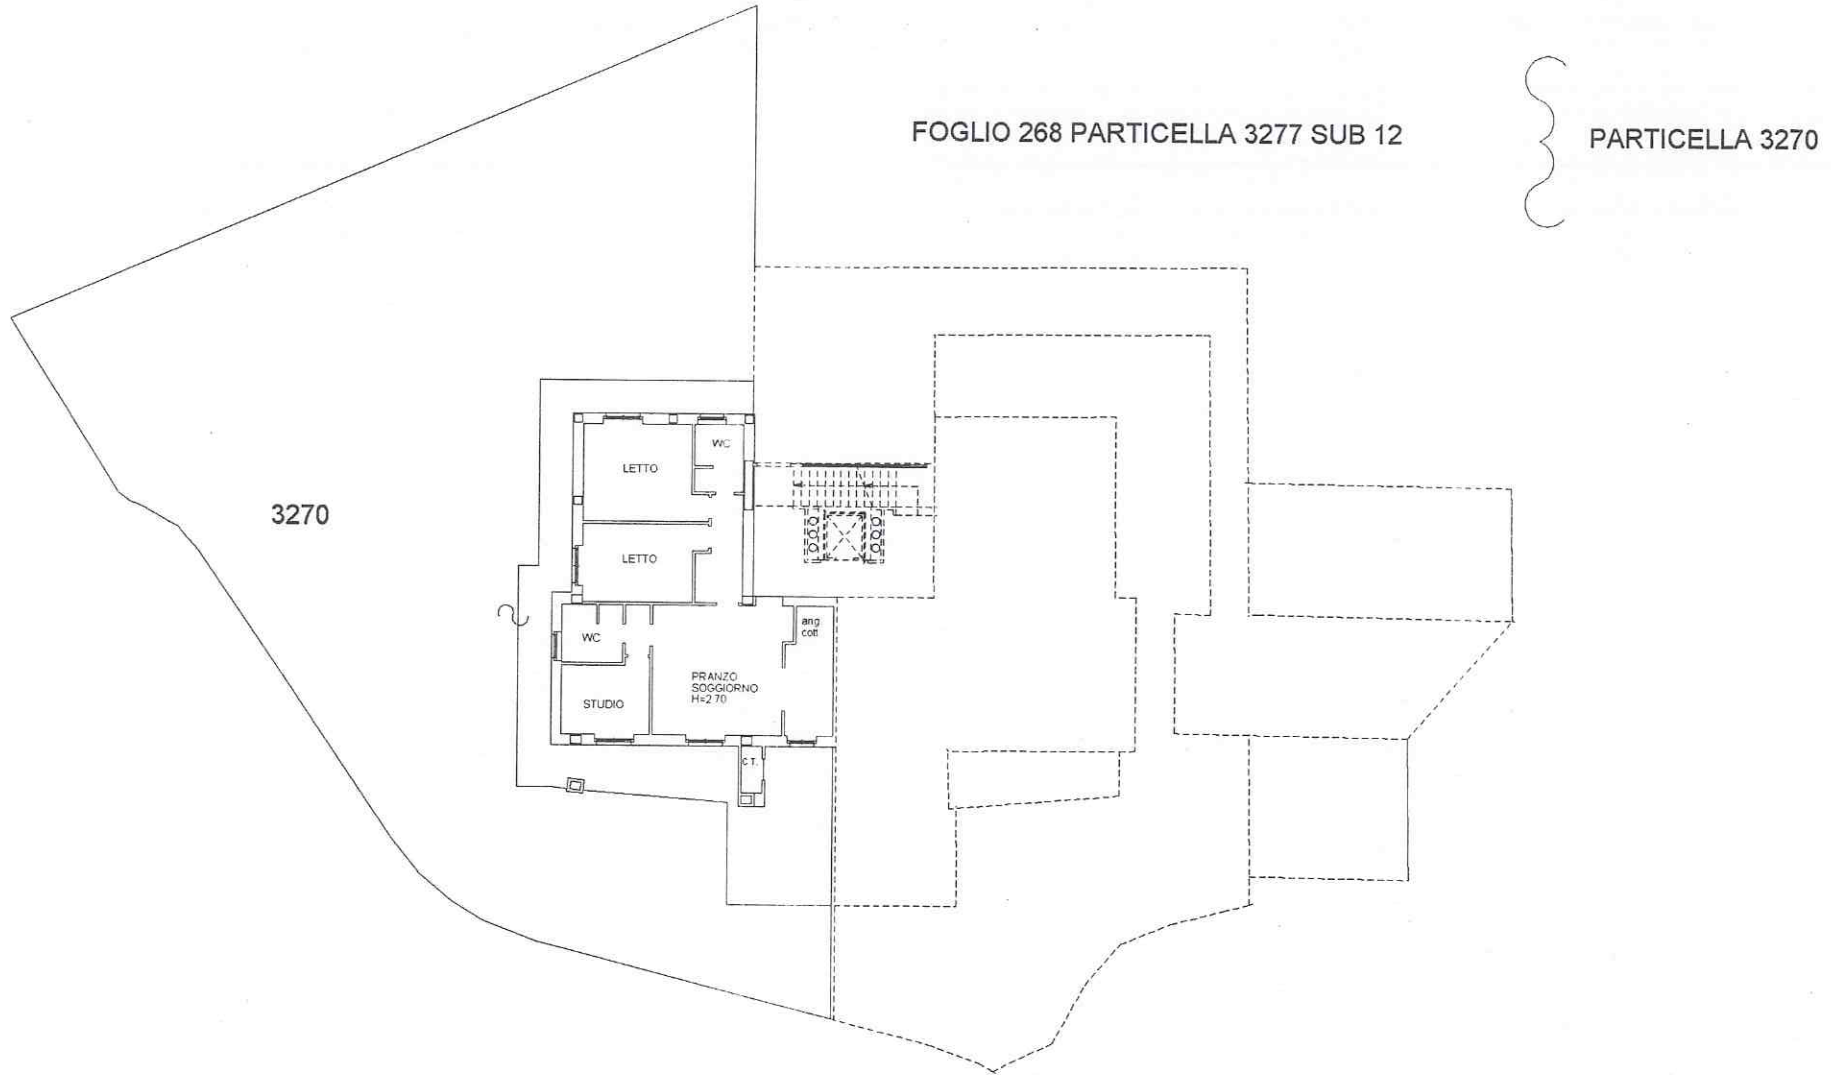 FOGLIO 268 PARTICELLA 3277 SUB 12
PARTICELLA 3270
3270
WC
LETTO
LETTO
WC
ang
cott
PRANZO
SOGGIORNO
H=2.70
STUDIO
C.T.